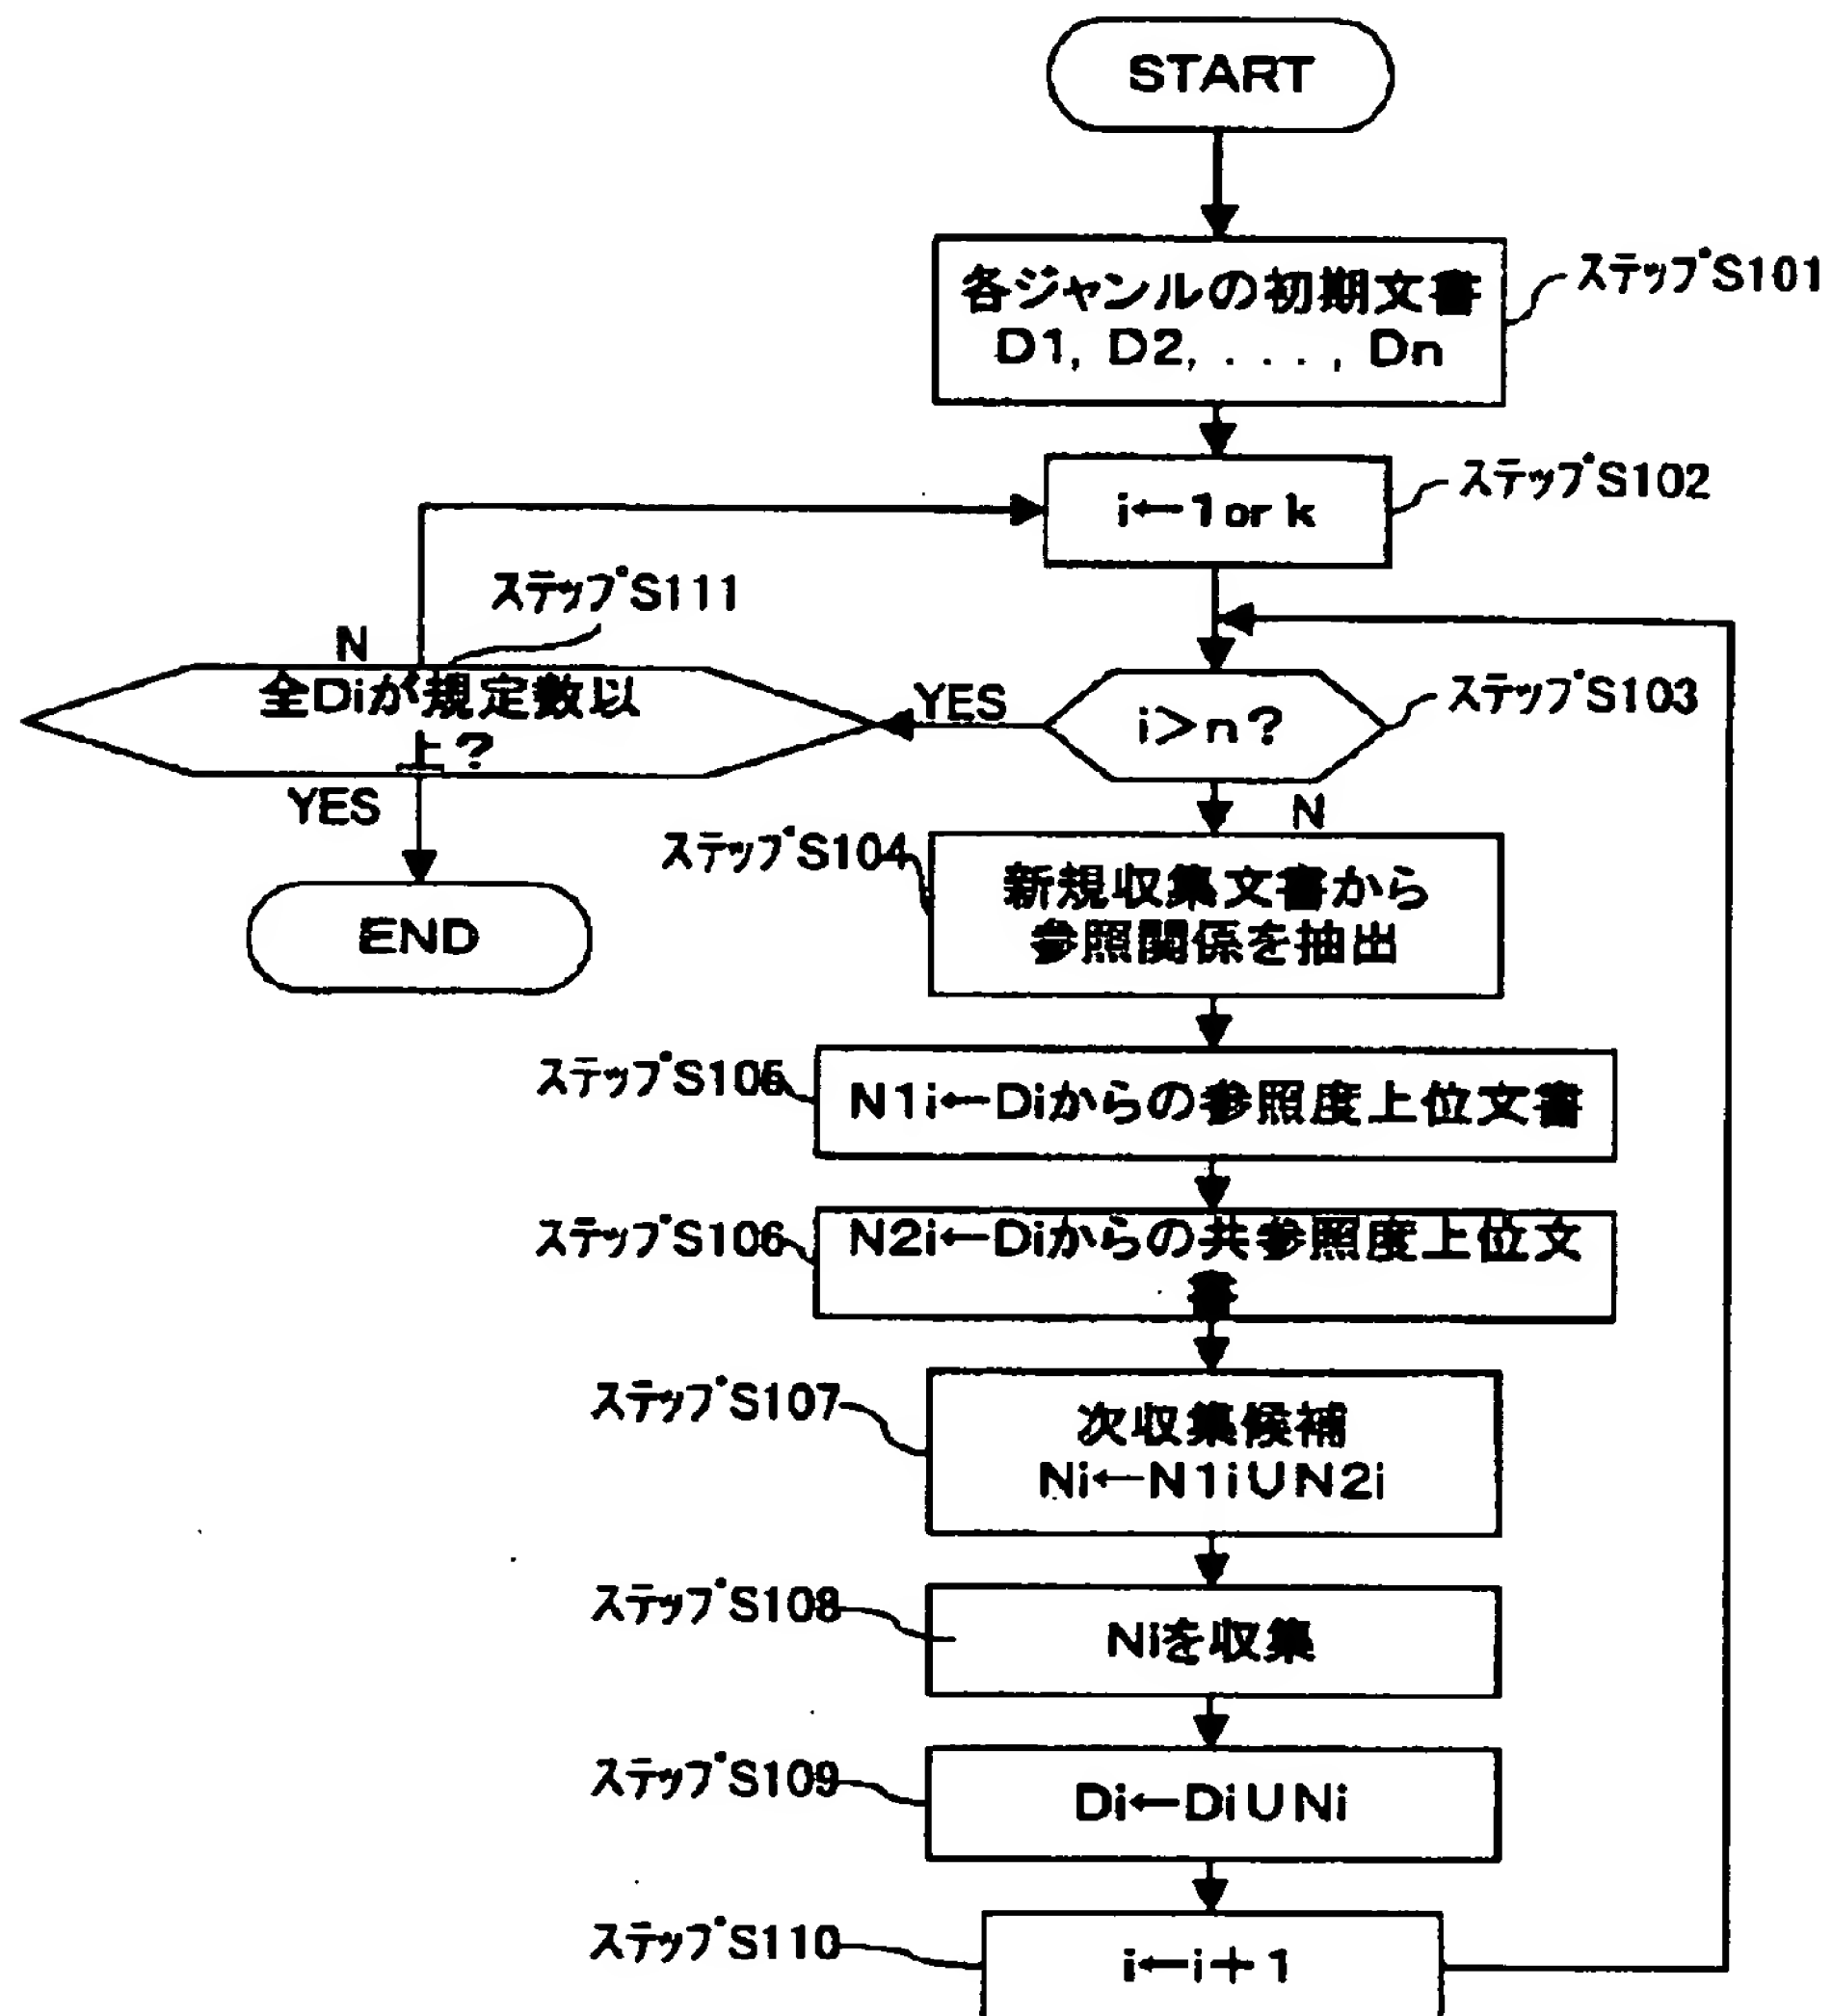 START
各ジャンルの初期文書
D1, D2, . . . , Dn
ステップS101
i←1or k
ステップS102
ステップS111
N
全Diが規定数以
上?
YES
i>n?
ステップS103
YES
N
END
ステップS104
新規収集文書から
参照関係を抽出
ステップS105
N1i←Diからの参照度上位文書
ステップS106
N2i←Diからの共参照度上位文
書
ステップS107
次収集候補
Ni←N1i∪N2i
ステップS108
Niを収集
ステップS109
Di←Di∪Ni
ステップS110
i←i+1